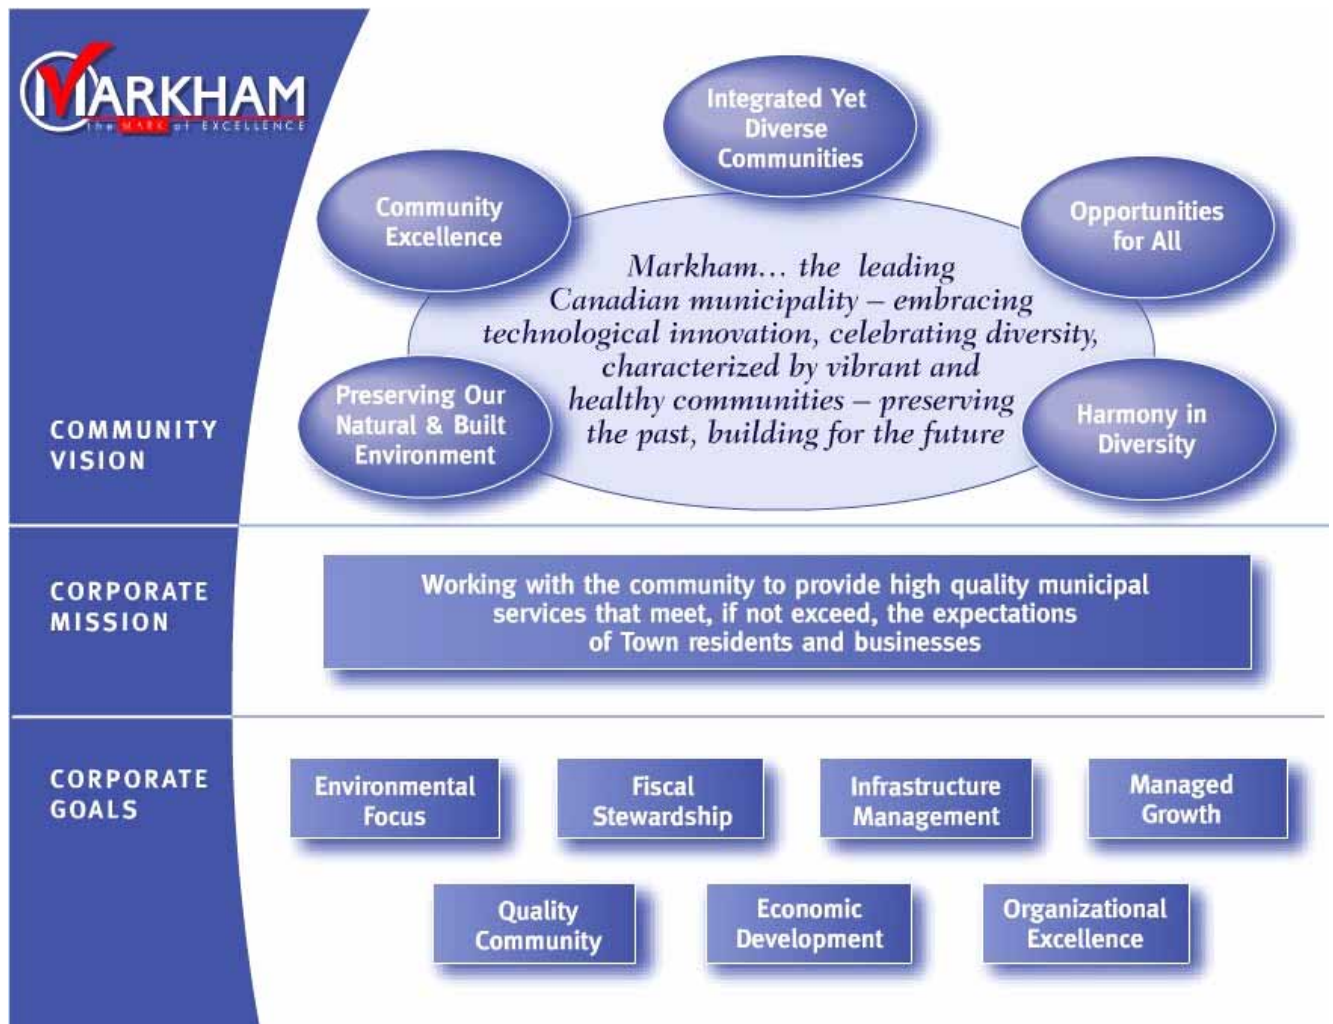 MARKHAM
the MARK of EXCELLENCE
COMMUNITY
VISION
Integrated Yet
Diverse
Communities
Community
Excellence
Opportunities
for All
Preserving Our
Natural & Built
Environment
Harmony in
Diversity
Markham... the leading
Canadian municipality – embracing
technological innovation, celebrating diversity,
characterized by vibrant and
healthy communities – preserving
the past, building for the future
CORPORATE
MISSION
Working with the community to provide high quality municipal
services that meet, if not exceed, the expectations
of Town residents and businesses
CORPORATE
GOALS
Environmental
Focus
Fiscal
Stewardship
Infrastructure
Management
Managed
Growth
Quality
Community
Economic
Development
Organizational
Excellence